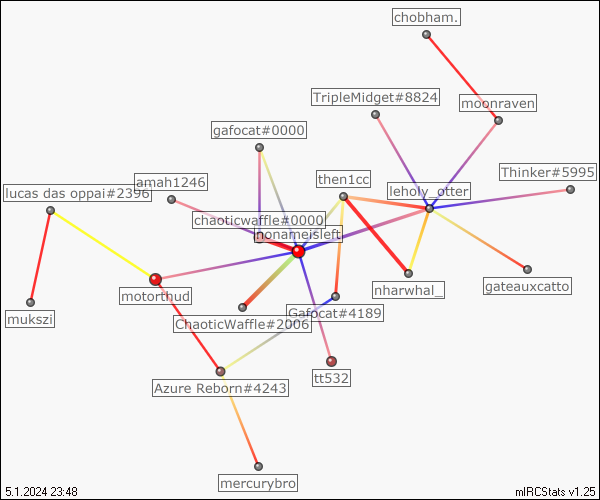 chobham.
TripleMidget#8824
moonraven
gafocat#0000
Thinker#5995
then1cc
amah1246
leholy_otter
lucas das oppai#2396
chaoticwaffle#0000
nonameisleft
gateauxcatto
nharwhal_
motorthud
Gafocat#4189
mukszi
ChaoticWaffle#2006
tt532
Azure Reborn#4243
mercurybro
5.1.2024 23:48
mIRCStats v1.25